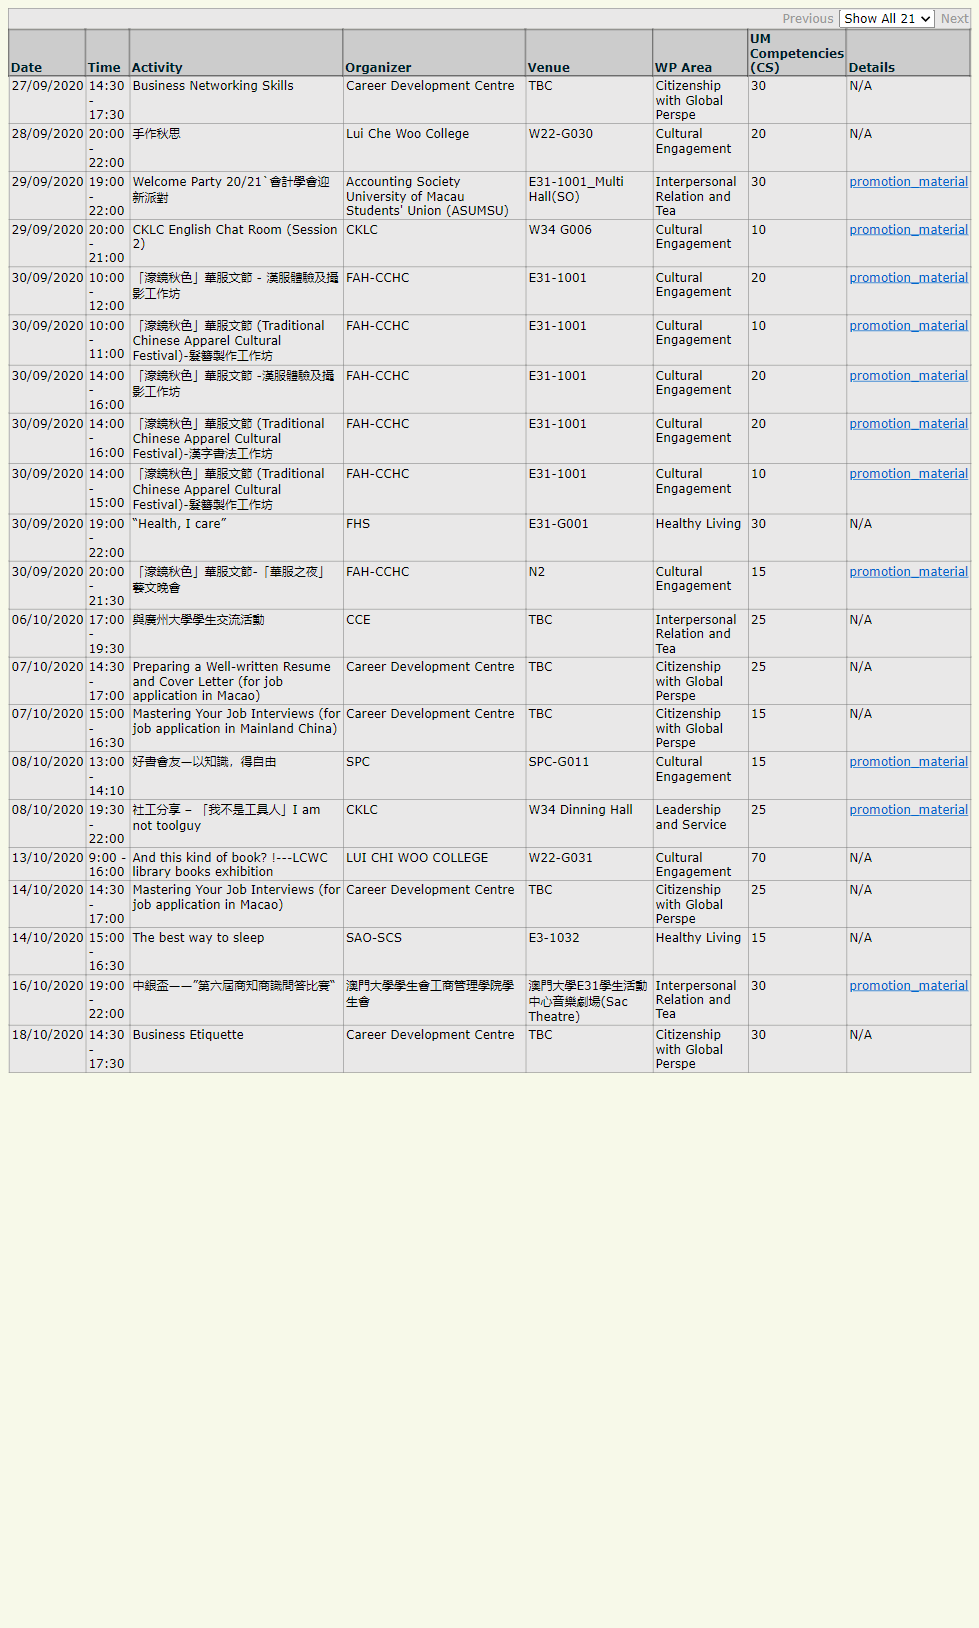 Previous Show All 21 Next
Date Time Activity Organizer Venue WP Area UM Competencies (CS) Details
27/09/2020 14:30 - 17:30 Business Networking Skills Career Development Centre TBC Citizenship with Global Perspe 30 N/A
28/09/2020 20:00 - 22:00 手作秋思 Lui Che Woo College W22-G030 Cultural Engagement 20 N/A
29/09/2020 19:00 - 22:00 Welcome Party 20/21`會計學會迎新派對 Accounting Society University of Macau Students' Union (ASUMSU) E31-1001_Multi Hall(SO) Interpersonal Relation and Tea 30 promotion_material
29/09/2020 20:00 - 21:00 CKLC English Chat Room (Session 2) CKLC W34 G006 Cultural Engagement 10 promotion_material
30/09/2020 10:00 - 12:00 「濠鏡秋色」華服文節 - 漢服體驗及攝影工作坊 FAH-CCHC E31-1001 Cultural Engagement 20 promotion_material
30/09/2020 10:00 - 11:00 「濠鏡秋色」華服文節 (Traditional Chinese Apparel Cultural Festival)-髮簪製作工作坊 FAH-CCHC E31-1001 Cultural Engagement 10 promotion_material
30/09/2020 14:00 - 16:00 「濠鏡秋色」華服文節 -漢服體驗及攝影工作坊 FAH-CCHC E31-1001 Cultural Engagement 20 promotion_material
30/09/2020 14:00 - 16:00 「濠鏡秋色」華服文節 (Traditional Chinese Apparel Cultural Festival)-漢字書法工作坊 FAH-CCHC E31-1001 Cultural Engagement 20 promotion_material
30/09/2020 14:00 - 15:00 「濠鏡秋色」華服文節 (Traditional Chinese Apparel Cultural Festival)-髮簪製作工作坊 FAH-CCHC E31-1001 Cultural Engagement 10 promotion_material
30/09/2020 19:00 - 22:00 “Health, I care” FHS E31-G001 Healthy Living 30 N/A
30/09/2020 20:00 - 21:30 「濠鏡秋色」華服文節-「華服之夜」藝文晚會 FAH-CCHC N2 Cultural Engagement 15 promotion_material
06/10/2020 17:00 - 19:30 與廣州大學學生交流活動 CCE TBC Interpersonal Relation and Tea 25 N/A
07/10/2020 14:30 - 17:00 Preparing a Well-written Resume and Cover Letter (for job application in Macao) Career Development Centre TBC Citizenship with Global Perspe 25 N/A
07/10/2020 15:00 - 16:30 Mastering Your Job Interviews (for job application in Mainland China) Career Development Centre TBC Citizenship with Global Perspe 15 N/A
08/10/2020 13:00 - 14:10 好書會友—以知識，得自由 SPC SPC-G011 Cultural Engagement 15 promotion_material
08/10/2020 19:30 - 22:00 社工分享 – 「我不是工具人」I am not toolguy CKLC W34 Dinning Hall Leadership and Service 25 promotion_material
13/10/2020 9:00 - 16:00 And this kind of book? !---LCWC library books exhibition LUI CHI WOO COLLEGE W22-G031 Cultural Engagement 70 N/A
14/10/2020 14:30 - 17:00 Mastering Your Job Interviews (for job application in Macao) Career Development Centre TBC Citizenship with Global Perspe 25 N/A
14/10/2020 15:00 - 16:30 The best way to sleep SAO-SCS E3-1032 Healthy Living 15 N/A
16/10/2020 19:00 - 22:00 中銀盃——”第六屆商知商識問答比賽“ 澳門大學學生會工商管理學院學生會 澳門大學E31學生活動中心音樂劇場(Sac Theatre) Interpersonal Relation and Tea 30 promotion_material
18/10/2020 14:30 - 17:30 Business Etiquette Career Development Centre TBC Citizenship with Global Perspe 30 N/A